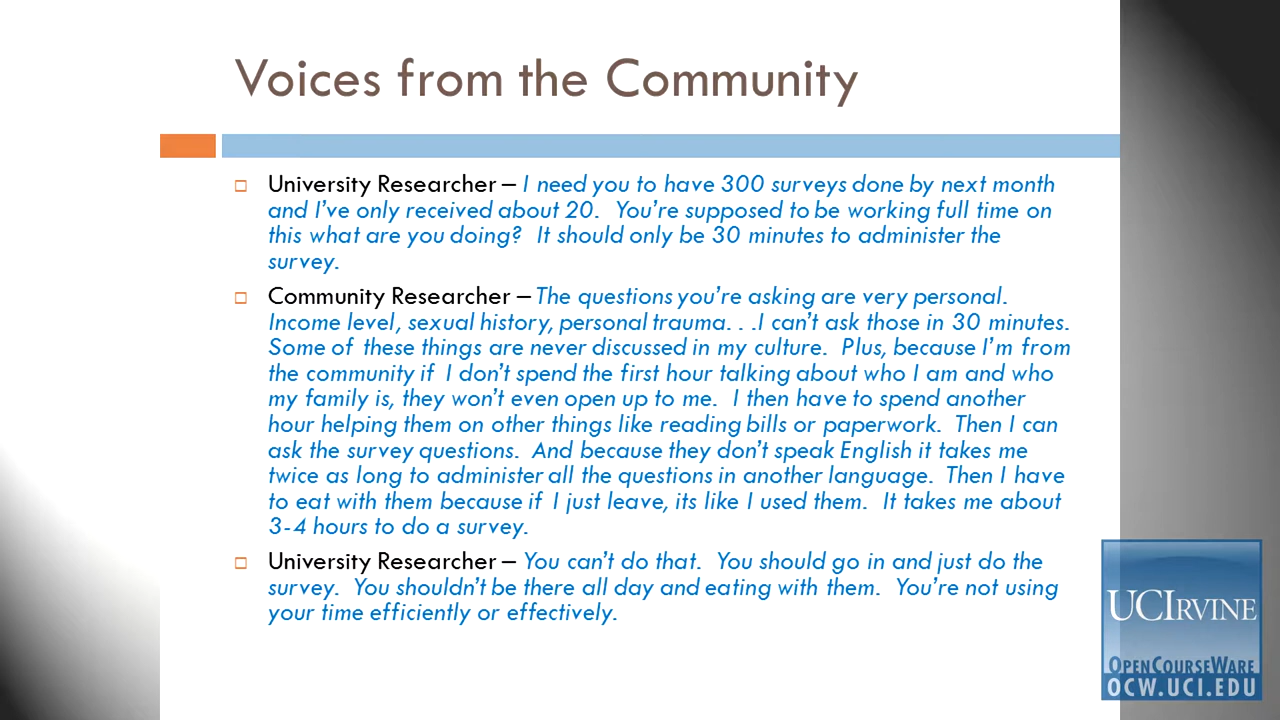 Voices from the Community
University Researcher – I need you to have 300 surveys done by next month
and I've only received about 20.  You're supposed to be working full time on
this what are you doing?  It should only be 30 minutes to administer the
survey.
Community Researcher – The questions you're asking are very personal.
Income level, sexual history, personal trauma. . .I can't ask those in 30 minutes.
Some of these things are never discussed in my culture.  Plus, because I'm from
the community if I don't spend the first hour talking about who I am and who
my family is, they won't even open up to me.  I then have to spend another
hour helping them on other things like reading bills or paperwork.  Then I can
ask the survey questions.  And because they don't speak English it takes me
twice as long to administer all the questions in another language.  Then I have
to eat with them because if I just leave, its like I used them.  It takes me about
3-4 hours to do a survey.
University Researcher – You can't do that.  You should go in and just do the
survey.  You shouldn't be there all day and eating with them.  You're not using
your time efficiently or effectively.
UCIRVINE
OPENCOURSEWARE
OCW.UCI.EDU